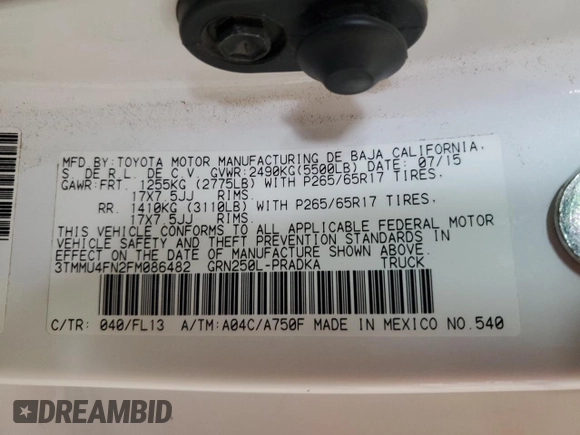 MFD.BY:TOYOTA MOTOR MANUFACTURING DE BAJA CALIFORNIA,
S. DE R.L. DE C.V. GVWR:2490KG(5500LB) DATE: 07/15
GAWR:FRT. 1255KG (2775LB) WITH P265/65R17 TIRES,
17X7.5JJ RIMS.
RR. 1410KG (3110LB) WITH P265/65R17 TIRES,
17X7.5JJ RIMS.
THIS VEHICLE CONFORMS TO ALL APPLICABLE FEDERAL MOTOR
VEHICLE SAFETY AND THEFT PREVENTION STANDARDS IN
EFFECT ON THE DATE OF MANUFACTURE SHOWN ABOVE.
3TMMU4FN2FM086482 GRN250L-PRADKA TRUCK
C/TR: 040/FL13 A/TM:A04C/A750F MADE IN MEXICO NO.540
DREAMBID